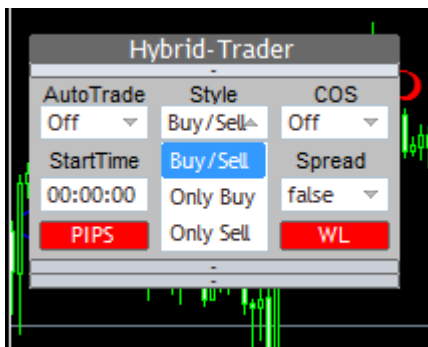 Hybrid-Trader
-
AutoTrade Style COS
Off Buy/Sell Off
StartTime Buy/Sell Spread
00:00:00 Only Buy false
PIPS Only Sell WL
-
-